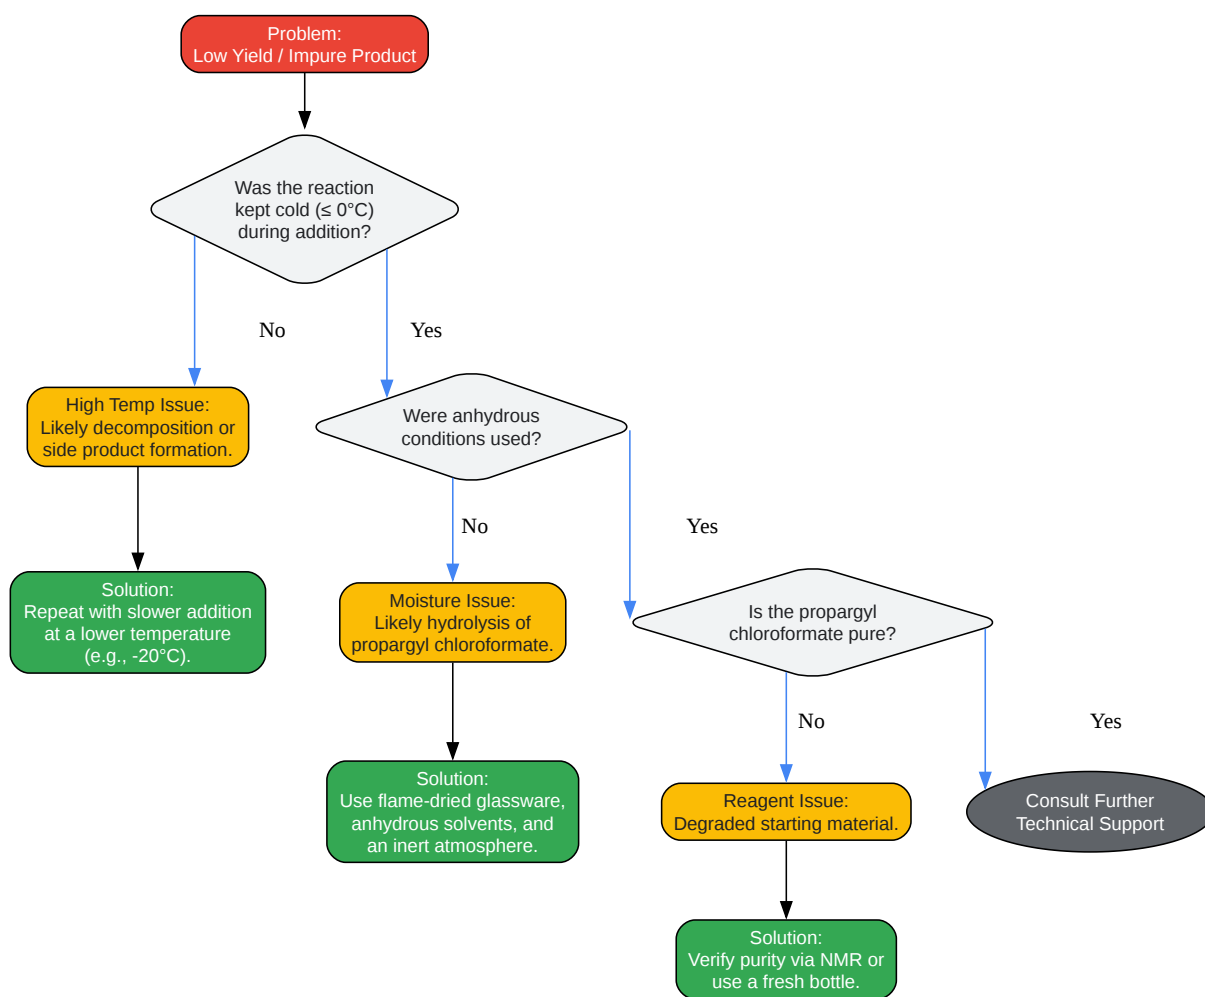 Problem:
Low Yield / Impure Product
Was the reaction
kept cold (≤ 0°C)
during addition?
No
Yes
High Temp Issue:
Likely decomposition or
side product formation.
Were anhydrous
conditions used?
No
Yes
Solution:
Repeat with slower addition
at a lower temperature
(e.g., -20°C).
Moisture Issue:
Likely hydrolysis of
propargyl chloroformate.
Is the propargyl
chloroformate pure?
No
Yes
Solution:
Use flame-dried glassware,
anhydrous solvents, and
an inert atmosphere.
Reagent Issue:
Degraded starting material.
Consult Further
Technical Support
Solution:
Verify purity via NMR or
use a fresh bottle.